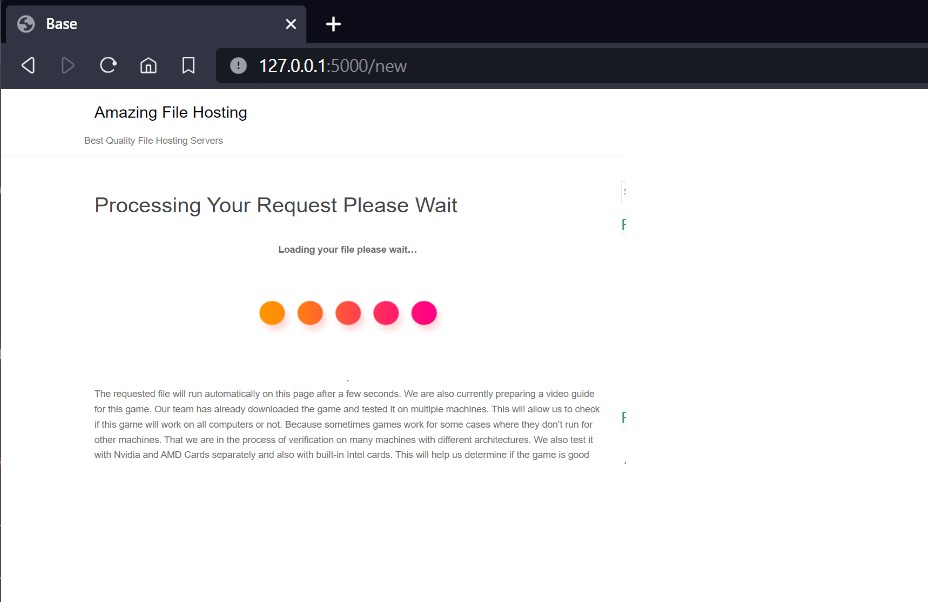 Base
127.0.0.1:5000/new
Amazing File Hosting
Best Quality File Hosting Servers
Processing Your Request Please Wait
Loading your file please wait...
The requested file will run automatically on this page after a few seconds. We are also currently preparing a video guide
for this game. Our team has already downloaded the game and tested it on multiple machines. This will allow us to check
if this game will work on all computers or not. Because sometimes games work for some cases where they don't run for
other machines. That we are in the process of verification on many machines with different architectures. We also test it
with Nvidia and AMD Cards separately and also with built-in Intel cards. This will help us determine if the game is good